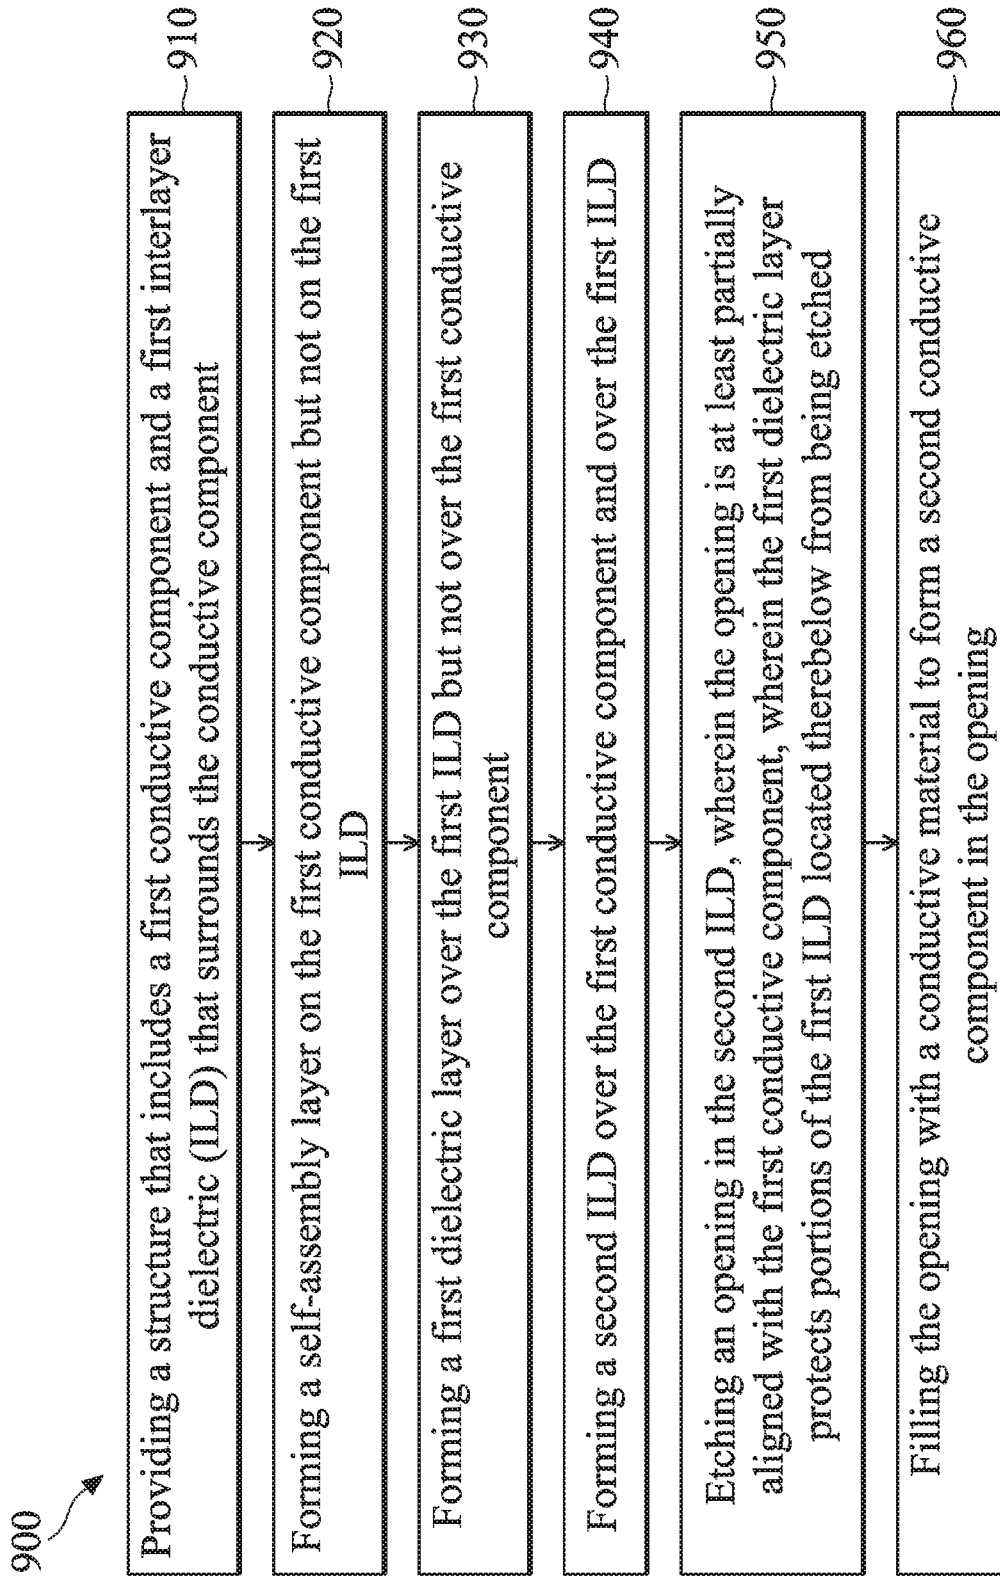 900
Providing a structure that includes a first conductive component and a first interlayer
dielectric (ILD) that surrounds the conductive component
910
Forming a self-assembly layer on the first conductive component but not on the first
ILD
920
Forming a first dielectric layer over the first ILD but not over the first conductive
component
930
Forming a second ILD over the first conductive component and over the first ILD
940
Etching an opening in the second ILD, wherein the opening is at least partially
aligned with the first conductive component, wherein the first dielectric layer
protects portions of the first ILD located therebelow from being etched
950
Filling the opening with a conductive material to form a second conductive
component in the opening
960